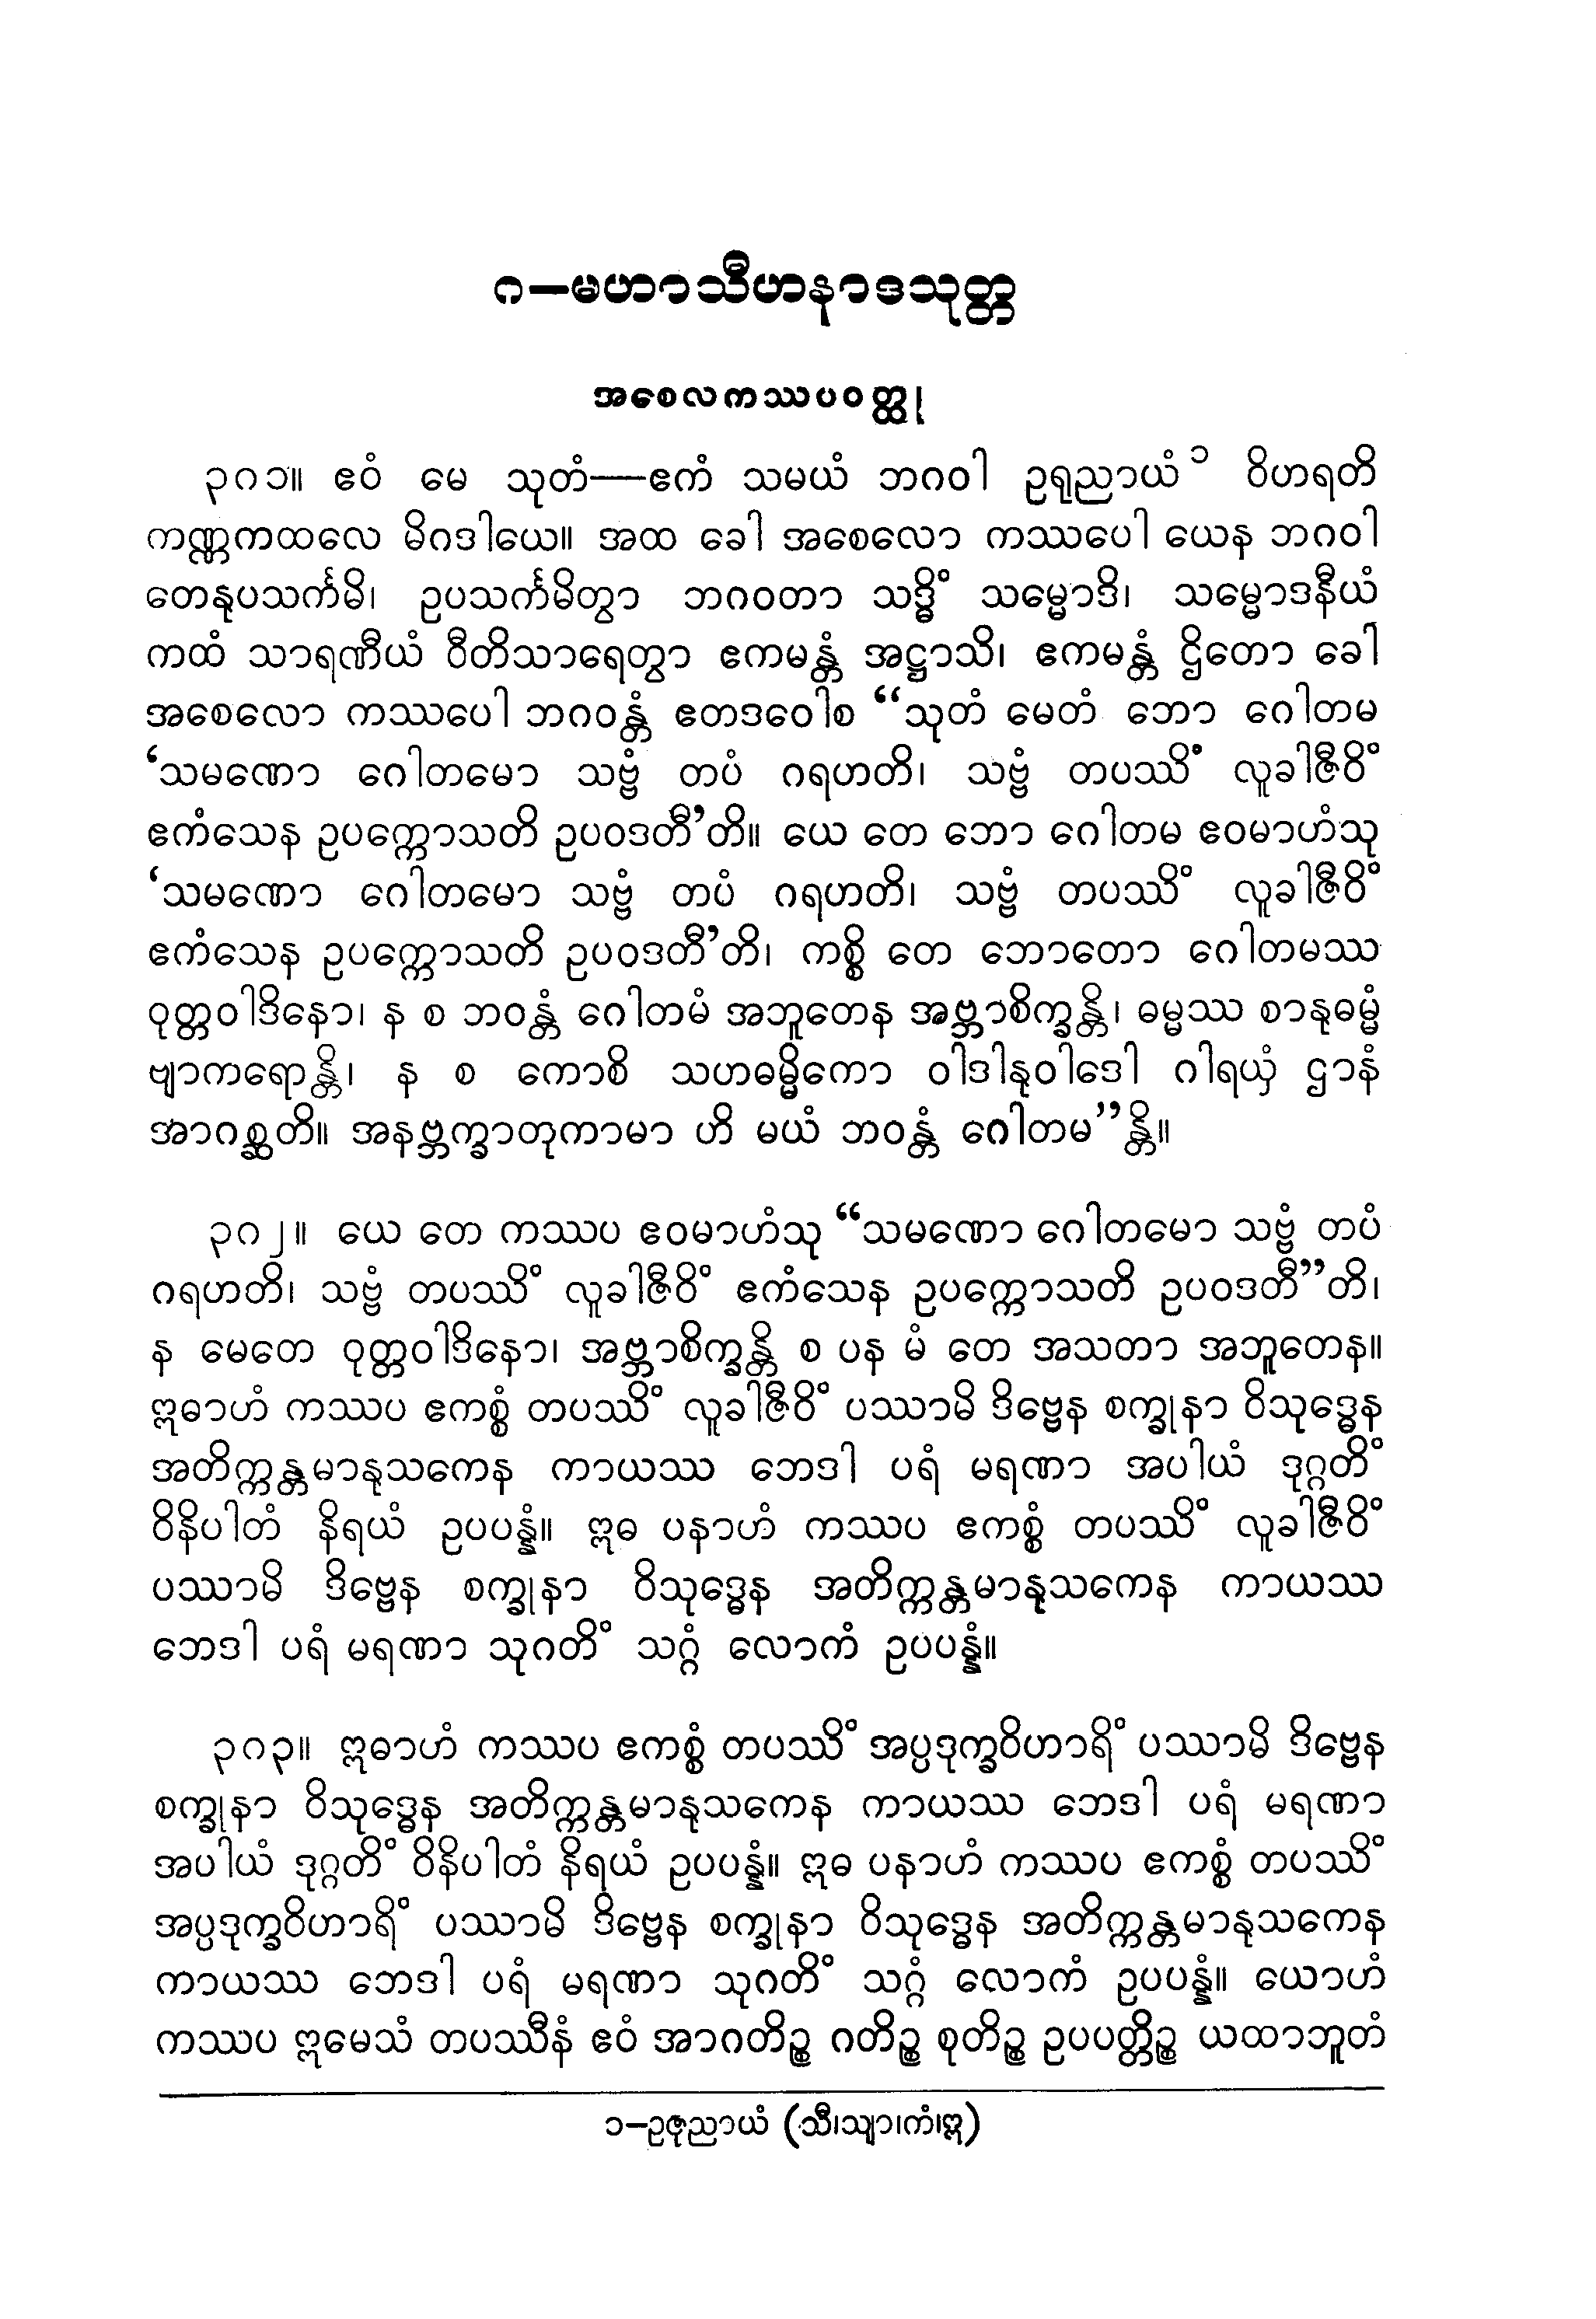 ၈—မဟာသီဟနာဒသုတ္တ
အစေလကဿပဝတ္ထု
၃၈၁။ ဧဝံ မေ သုတံ—ဧကံ သမယံ ဘဂဝါ ဥရုညာယံ ၁ ဝိဟရတိ
ကဏ္ဏကထလေ မိဂဒါယေ။ အထ ခေါ အစေလော ကဿပေါ ယေန ဘဂဝါ
တေနုပသင်္ကမိ၊ ဥပသင်္ကမိတွာ ဘဂဝတာ သဒ္ဓိံ သမ္မောဒိ၊ သမ္မောဒနီယံ
ကထံ သာရဏီယံ ဝီတိသာရေတွာ ဧကမန္တံ အဋ္ဌာသိ၊ ဧကမန္တံ ဌိတော ခေါ
အစေလော ကဿပေါ ဘဂဝန္တံ ဧတဒဝေါစ “သုတံ မေတံ ဘော ဂေါတမ
‘သမဏော ဂေါတမော သဗ္ဗံ တပံ ဂရဟတိ၊ သဗ္ဗံ တပဿိံ လူခါဇီဝိံ
ဧကံသေန ဥပက္ကောသတိ ဥပဝဒတီ’တိ။ ယေ တေ ဘော ဂေါတမ ဧဝမာဟံသု
‘သမဏော ဂေါတမော သဗ္ဗံ တပံ ဂရဟတိ၊ သဗ္ဗံ တပဿိံ လူခါဇီဝိံ
ဧကံသေန ဥပက္ကောသတိ ဥပဝဒတီ’တိ၊ ကစ္စိ တေ ဘောတော ဂေါတမဿ
ဝုတ္တဝါဒိနော၊ န စ ဘဝန္တံ ဂေါတမံ အဘူတေန အဗ္ဘာစိက္ခန္တိ၊ ဓမ္မဿ စာနုဓမ္မံ
ဗျာကရောန္တိ၊ န စ ကောစိ သဟဓမ္မိကော ဝါဒါနုဝါဒေါ ဂါရယှံ ဌာနံ
အာဂစ္ဆတိ။ အနဗ္ဘက္ခာတုကာမာ ဟိ မယံ ဘဝန္တံ ဂေါတမ”န္တိ။
၃၈၂။ ယေ တေ ကဿပ ဧဝမာဟံသု “သမဏော ဂေါတမော သဗ္ဗံ တပံ
ဂရဟတိ၊ သဗ္ဗံ တပဿိံ လူခါဇီဝိံ ဧကံသေန ဥပက္ကောသတိ ဥပဝဒတီ”တိ၊
န မေတေ ဝုတ္တဝါဒိနော၊ အဗ္ဘာစိက္ခန္တိ စ ပန မံ တေ အသတာ အဘူတေန။
ဣဓာဟံ ကဿပ ဧကစ္စံ တပဿိံ လူခါဇီဝိံ ပဿာမိ ဒိဗ္ဗေန စက္ခုနာ ဝိသုဒ္ဓေန
အတိက္ကန္တမာနုသကေန ကာယဿ ဘေဒါ ပရံ မရဏာ အပါယံ ဒုဂ္ဂတိံ
ဝိနိပါတံ နိရယံ ဥပပန္နံ။ ဣဓ ပနာဟံ ကဿပ ဧကစ္စံ တပဿိံ လူခါဇီဝိံ
ပဿာမိ ဒိဗ္ဗေန စက္ခုနာ ဝိသုဒ္ဓေန အတိက္ကန္တမာနုသကေန ကာယဿ
ဘေဒါ ပရံ မရဏာ သုဂတိံ သဂ္ဂံ လောကံ ဥပပန္နံ။
၃၈၃။ ဣဓာဟံ ကဿပ ဧကစ္စံ တပဿိံ အပ္ပဒုက္ခဝိဟာရိံ ပဿာမိ ဒိဗ္ဗေန
စက္ခုနာ ဝိသုဒ္ဓေန အတိက္ကန္တမာနုသကေန ကာယဿ ဘေဒါ ပရံ မရဏာ
အပါယံ ဒုဂ္ဂတိံ ဝိနိပါတံ နိရယံ ဥပပန္နံ။ ဣဓ ပနာဟံ ကဿပ ဧကစ္စံ တပဿိံ
အပ္ပဒုက္ခဝိဟာရိံ ပဿာမိ ဒိဗ္ဗေန စက္ခုနာ ဝိသုဒ္ဓေန အတိက္ကန္တမာနုသကေန
ကာယဿ ဘေဒါ ပရံ မရဏာ သုဂတိံ သဂ္ဂံ လောကံ ဥပပန္နံ။ ယောဟံ
ကဿပ ဣမေသံ တပဿီနံ ဧဝံ အာဂတိဉ္စ ဂတိဉ္စ စုတိဉ္စ ဥပပတ္တိဉ္စ ယထာဘူတံ
၁—ဥဇုညာယံ (သီ၊သျာ၊ကံ၊ဣ)